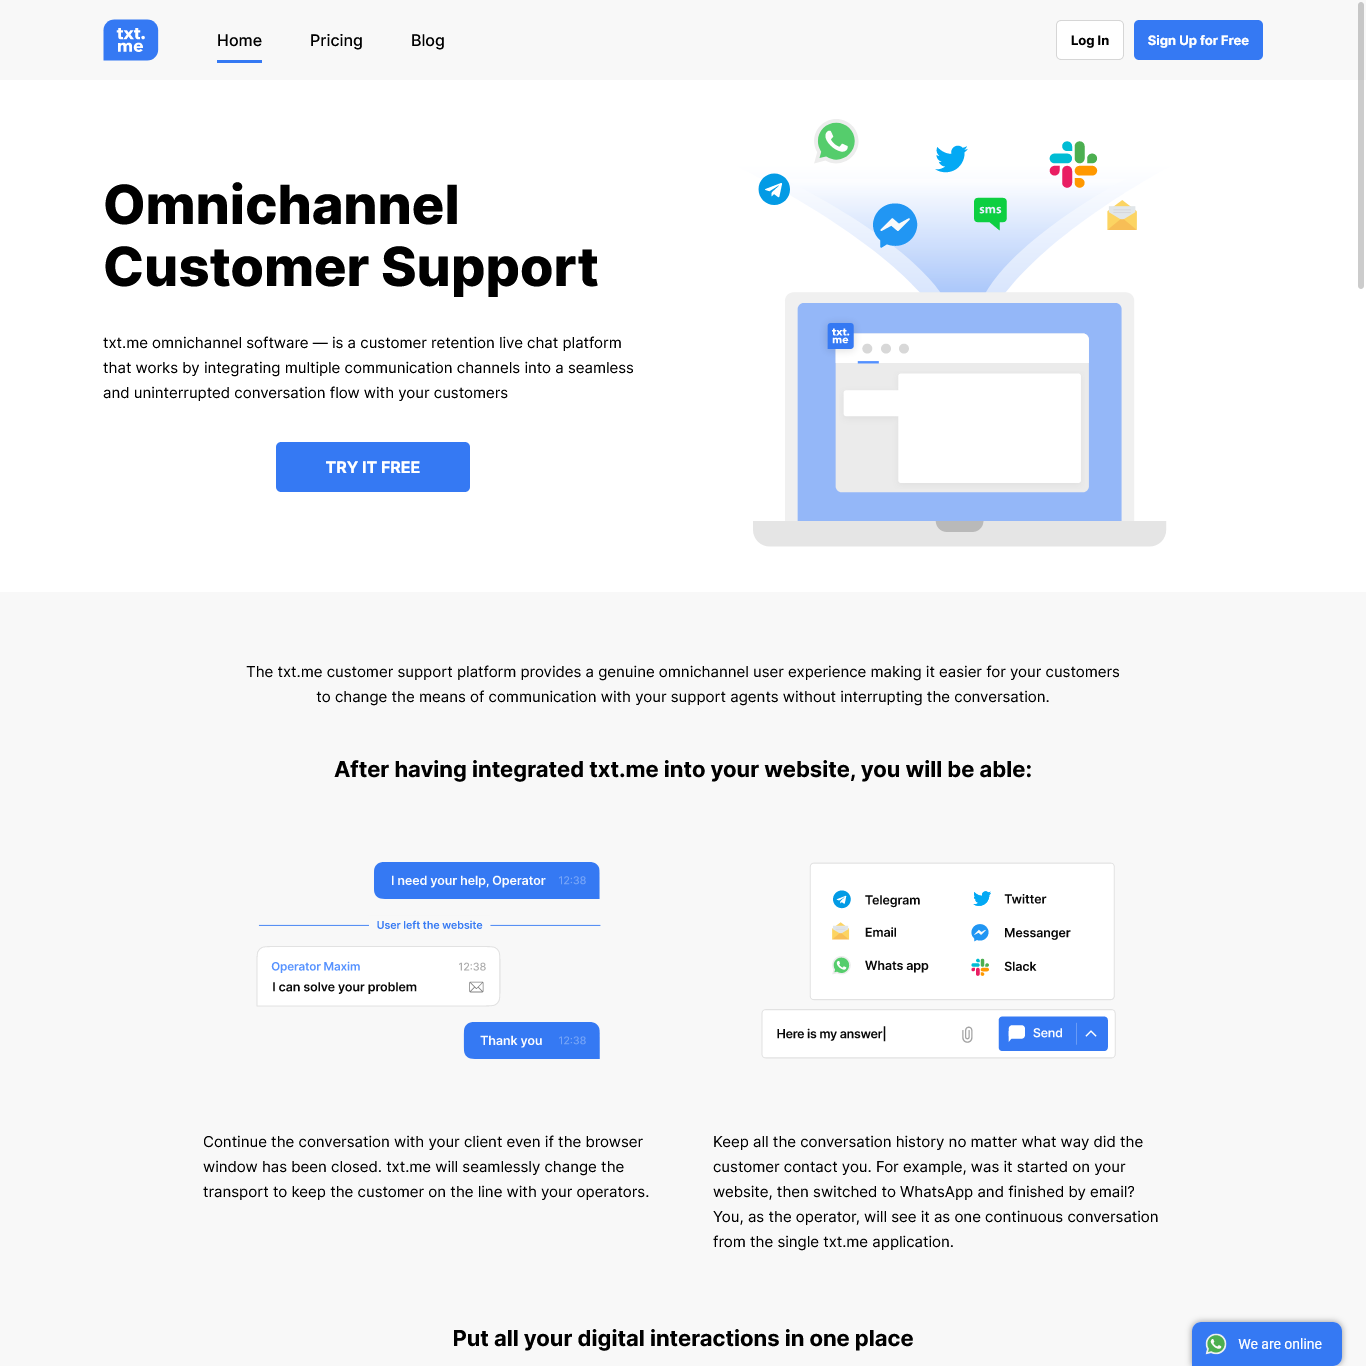 txt.
me
Home
Pricing
Blog
Log In
Sign Up for Free
Omnichannel
Customer Support
txt.me omnichannel software — is a customer retention live chat platform
that works by integrating multiple communication channels into a seamless
and uninterrupted conversation flow with your customers
TRY IT FREE
sms
txt.
me
The txt.me customer support platform provides a genuine omnichannel user experience making it easier for your customers
to change the means of communication with your support agents without interrupting the conversation.
After having integrated txt.me into your website, you will be able:
I need your help, Operator 12:38
User left the website
Operator Maxim 12:38
I can solve your problem
Thank you 12:38
Telegram
Twitter
Email
Messanger
Whats app
Slack
Here is my answer
Send
Continue the conversation with your client even if the browser
window has been closed. txt.me will seamlessly change the
transport to keep the customer on the line with your operators.
Keep all the conversation history no matter what way did the
customer contact you. For example, was it started on your
website, then switched to WhatsApp and finished by email?
You, as the operator, will see it as one continuous conversation
from the single txt.me application.
Put all your digital interactions in one place
We are online